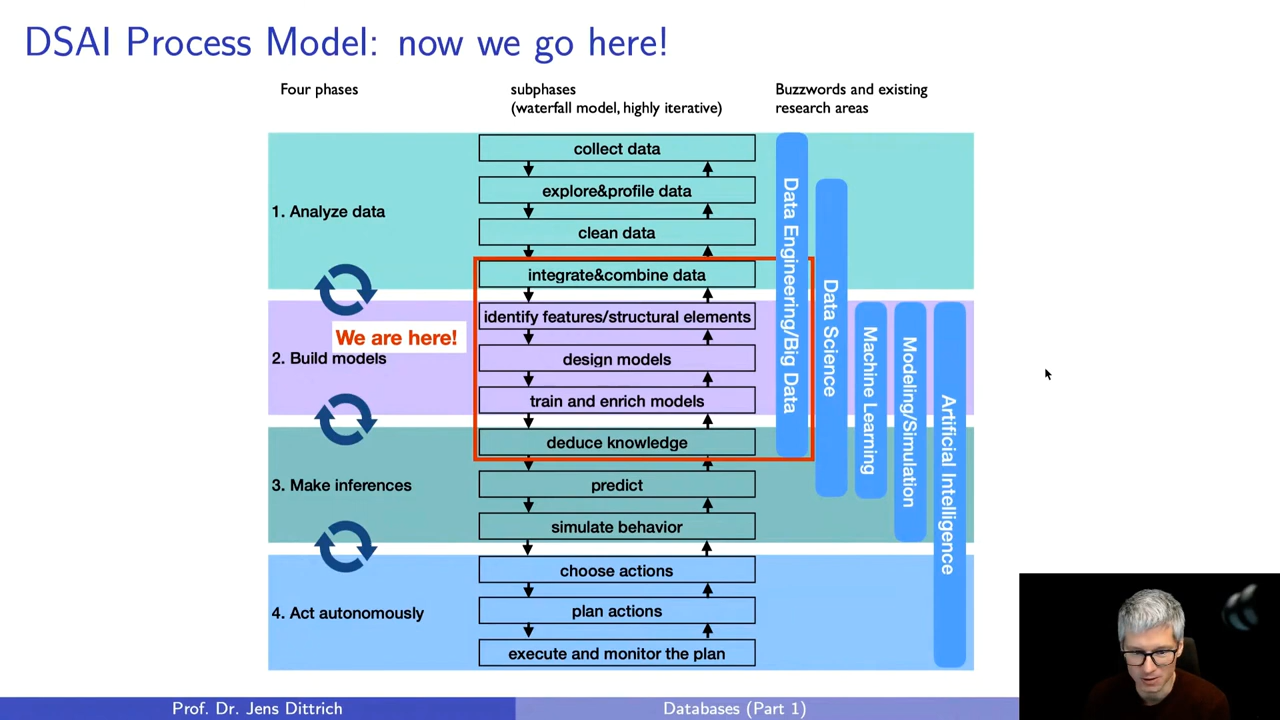 DSAI Process Model: now we go here!
Four phases
subphases
(waterfall model, highly iterative)
Buzzwords and existing
research areas
1. Analyze data
collect data
explore&profile data
clean data
integrate&combine data
We are here!
2. Build models
identify features/structural elements
design models
train and enrich models
3. Make inferences
deduce knowledge
predict
simulate behavior
4. Act autonomously
choose actions
plan actions
execute and monitor the plan
Data Engineering/Big Data
Data Science
Machine Learning
Modeling/Simulation
Artificial Intelligence
Prof. Dr. Jens Dittrich
Databases (Part 1)